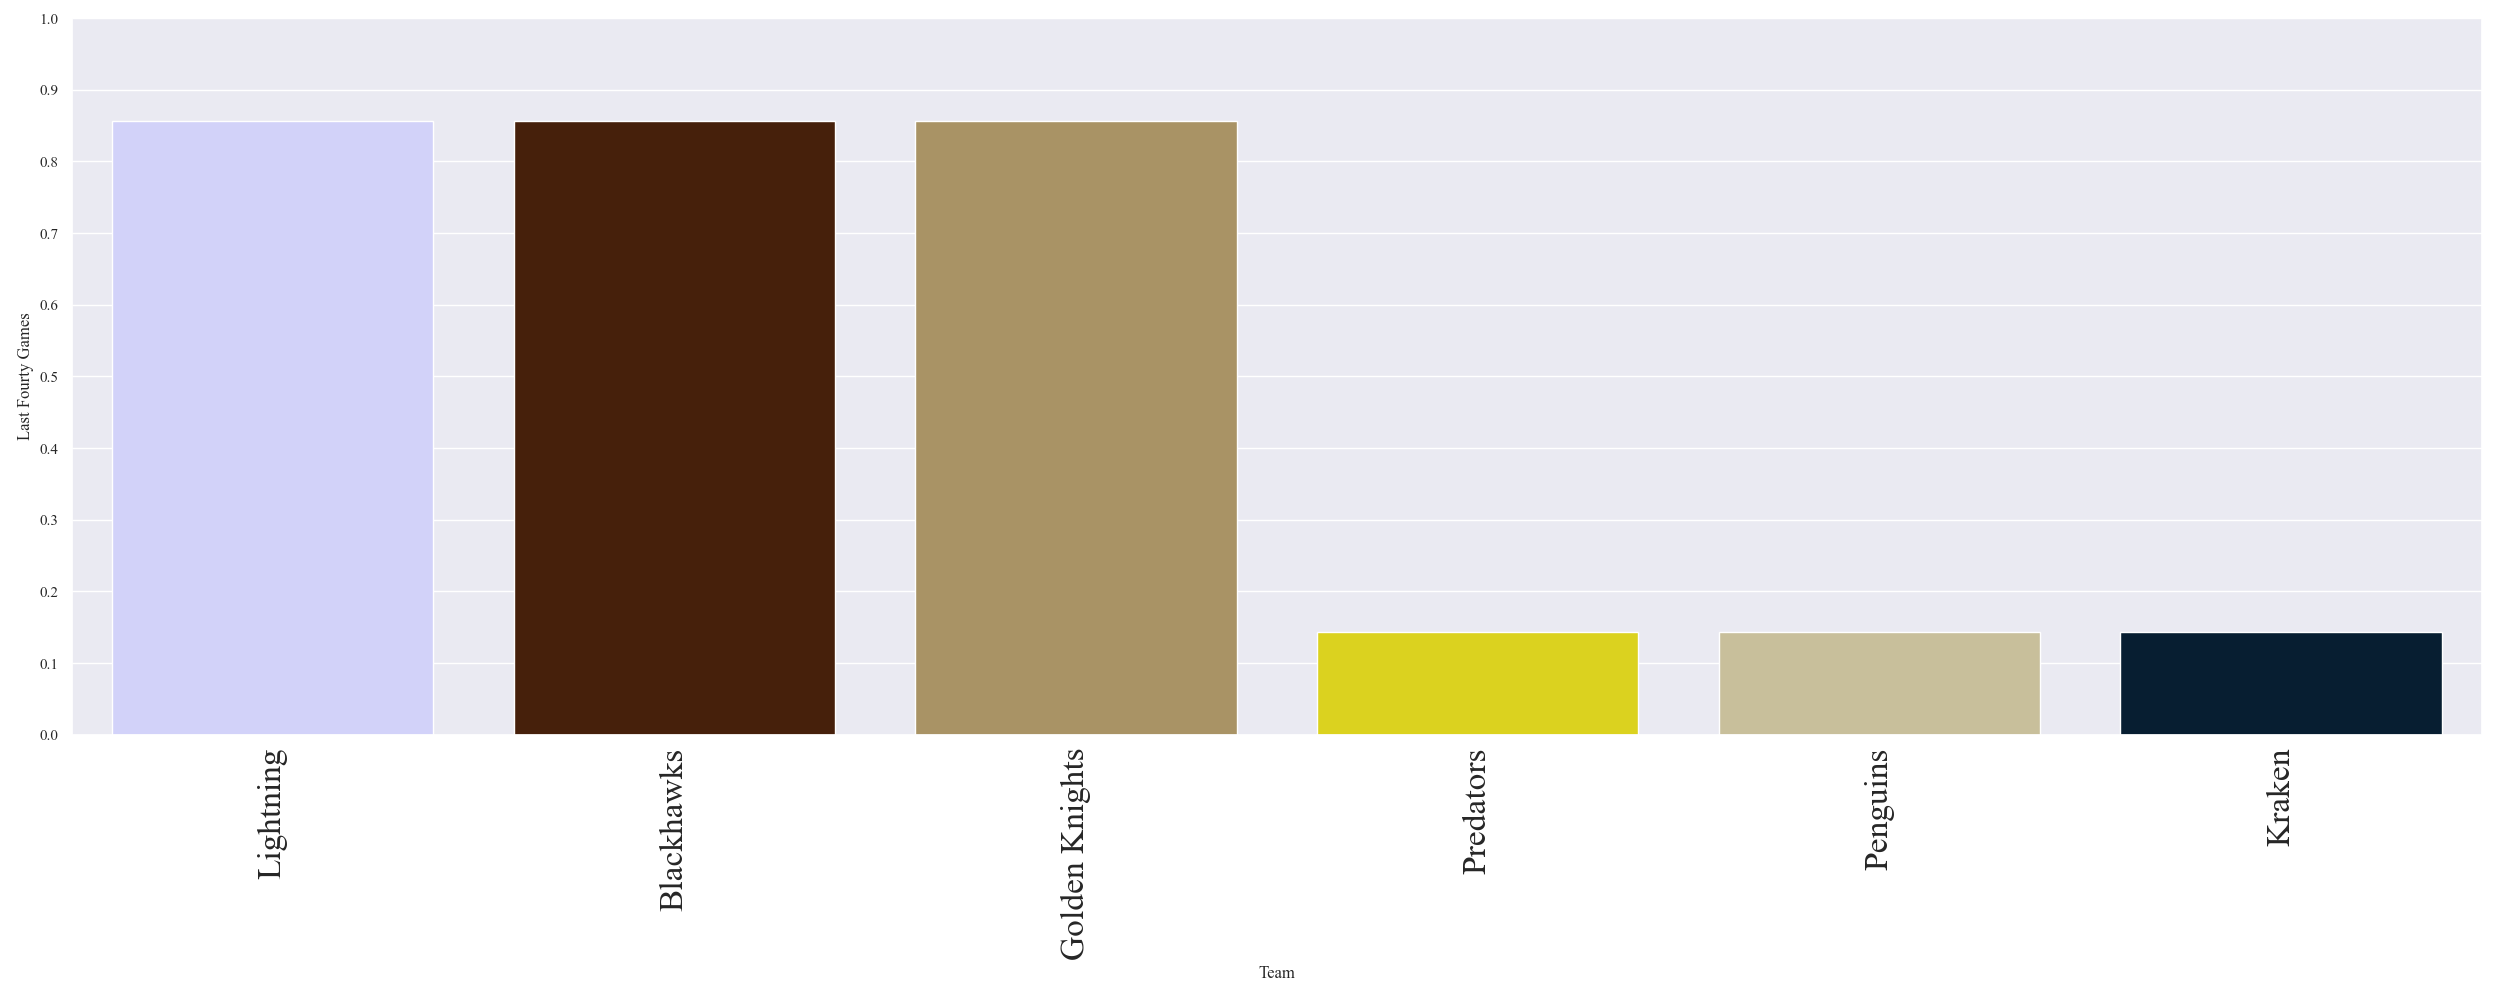 1.0
0.9
0.8
0.7
0.6
0.5
0.4
0.3
0.2
0.1
0.0
Last Fourty Games
Lightning
Blackhawks
Golden Knights
Predators
Penguins
Kraken
Team